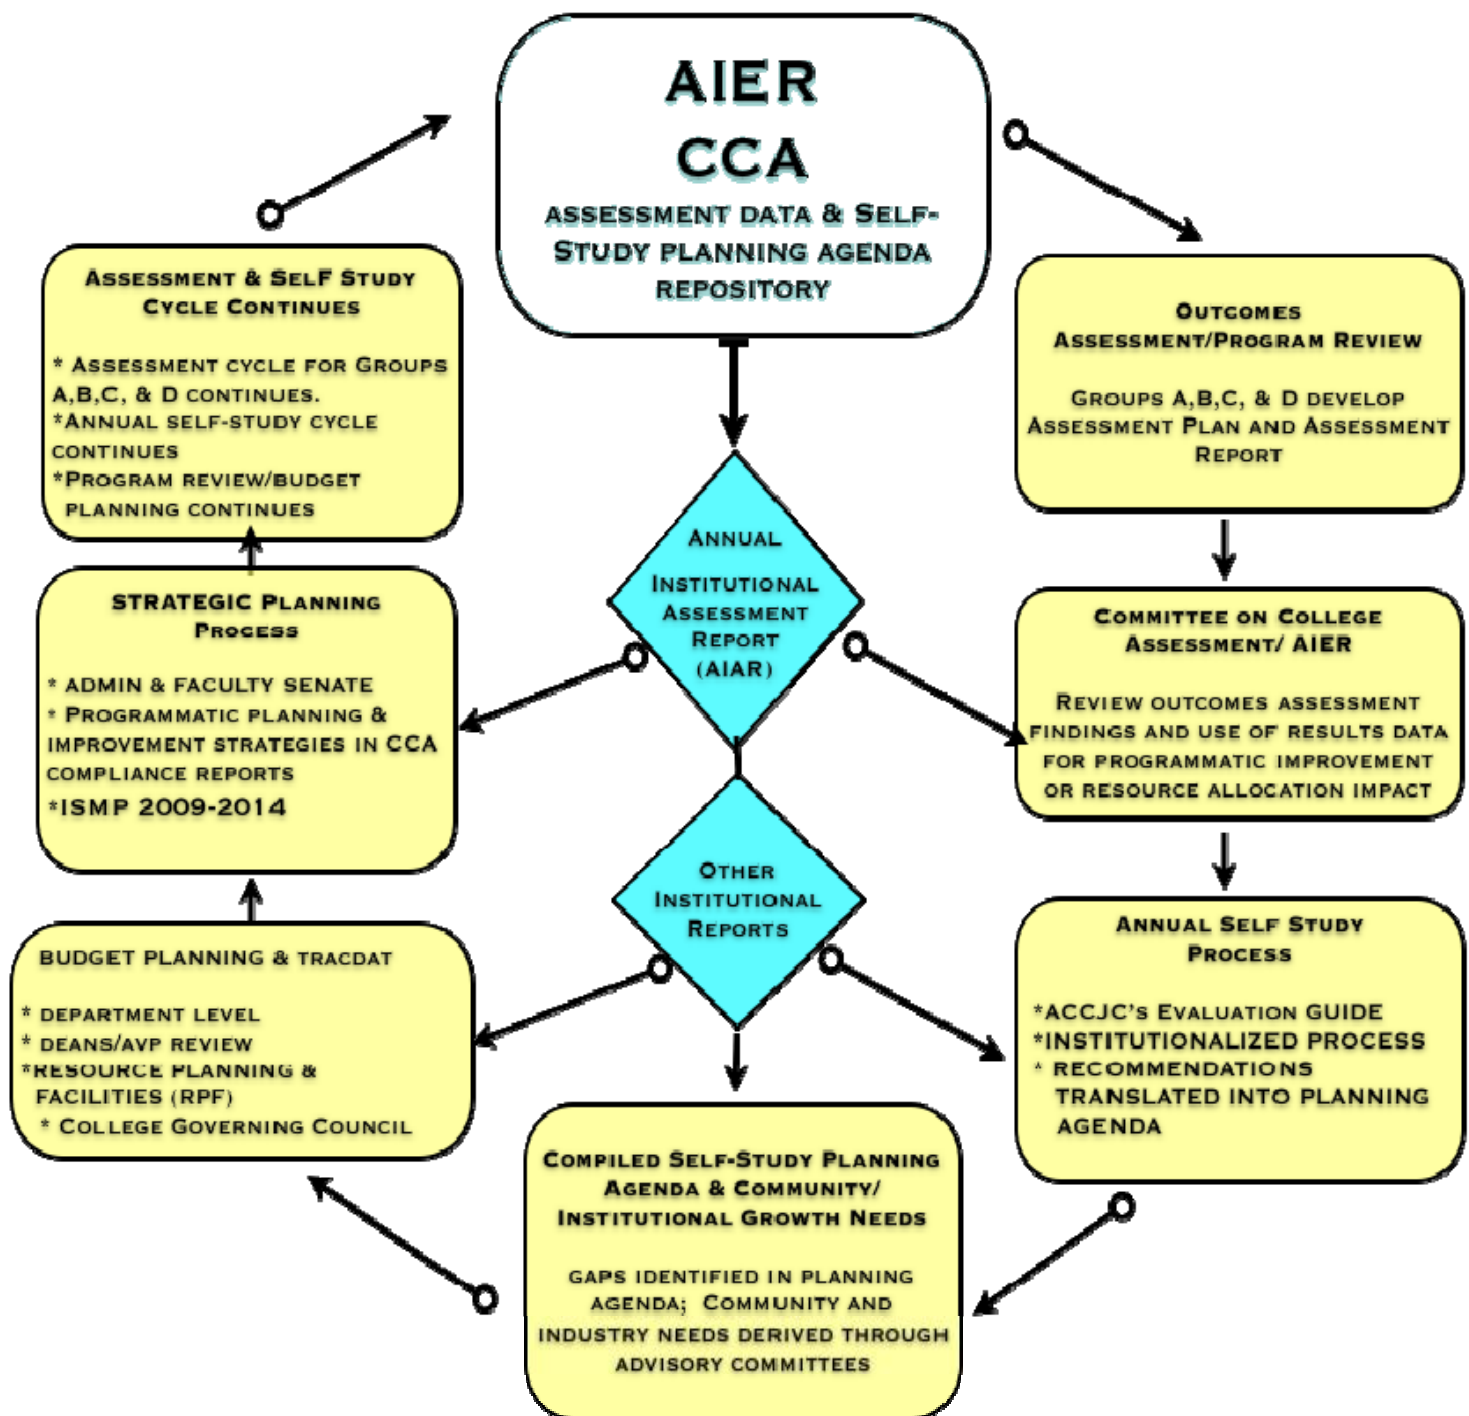 AIER
CCA
ASSESSMENT DATA & SELF-
STUDY PLANNING AGENDA
REPOSITORY
ASSESSMENT & SELF STUDY
CYCLE CONTINUES
* ASSESSMENT CYCLE FOR GROUPS
A,B,C, & D CONTINUES.
*ANNUAL SELF-STUDY CYCLE
CONTINUES
*PROGRAM REVIEW/BUDGET
PLANNING CONTINUES
OUTCOMES
ASSESSMENT/PROGRAM REVIEW
GROUPS A,B,C, & D DEVELOP
ASSESSMENT PLAN AND ASSESSMENT
REPORT
ANNUAL
INSTITUTIONAL
ASSESSMENT
REPORT
(AIAR)
STRATEGIC PLANNING
PROCESS
* ADMIN & FACULTY SENATE
* PROGRAMMATIC PLANNING &
IMPROVEMENT STRATEGIES IN CCA
COMPLIANCE REPORTS
*ISMP 2009-2014
COMMITTEE ON COLLEGE
ASSESSMENT/ AIER
REVIEW OUTCOMES ASSESSMENT
FINDINGS AND USE OF RESULTS DATA
FOR PROGRAMMATIC IMPROVEMENT
OR RESOURCE ALLOCATION IMPACT
OTHER
INSTITUTIONAL
REPORTS
BUDGET PLANNING & TRACDAT
* DEPARTMENT LEVEL
* DEANS/AVP REVIEW
*RESOURCE PLANNING &
FACILITIES (RPF)
* COLLEGE GOVERNING COUNCIL
ANNUAL SELF STUDY
PROCESS
*ACCJC'S EVALUATION GUIDE
*INSTITUTIONALIZED PROCESS
* RECOMMENDATIONS
TRANSLATED INTO PLANNING
AGENDA
COMPILED SELF-STUDY PLANNING
AGENDA & COMMUNITY/
INSTITUTIONAL GROWTH NEEDS
GAPS IDENTIFIED IN PLANNING
AGENDA; COMMUNITY AND
INDUSTRY NEEDS DERIVED THROUGH
ADVISORY COMMITTEES